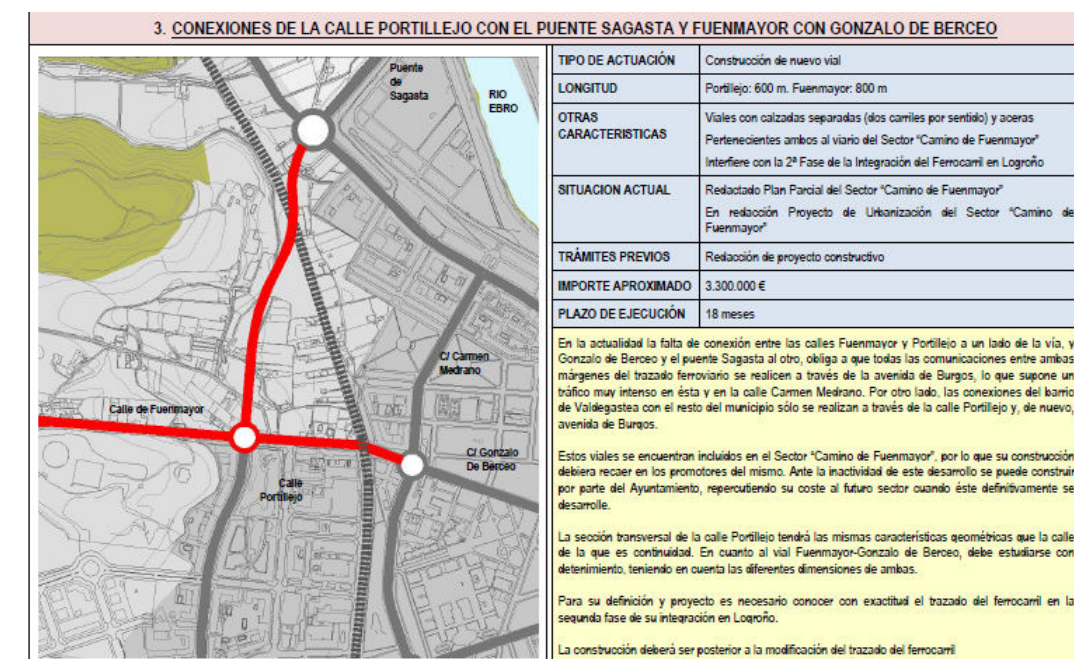 3. CONEXIONES DE LA CALLE PORTILLEJO CON EL PUENTE SAGASTA Y FUENMAYOR CON GONZALO DE BERCEO
Puente
de
Sagasta
RIO
EBRO
C/ Carmen
Medrano
Calle de Fuenmayor
C/ Gonzalo
De Berceo
Calle
Portillejo
TIPO DE ACTUACIÓN
Construcción de nuevo vial
LONGITUD
Portillejo: 600 m. Fuenmayor: 800 m
OTRAS
CARACTERISTICAS
Viales con calzadas separadas (dos carriles por sentido) y aceras
Pertenecientes ambos al viario del Sector "Camino de Fuenmayor"
Interfiere con la 2ª Fase de la Integración del Ferrocarril en Logroño
SITUACION ACTUAL
Redactado Plan Parcial del Sector "Camino de Fuenmayor"
En redacción Proyecto de Urbanización del Sector "Camino de
Fuenmayor"
TRÁMITES PREVIOS
Redacción de proyecto constructivo
IMPORTE APROXIMADO
3.300.000 €
PLAZO DE EJECUCIÓN
18 meses
En la actualidad la falta de conexión entre las calles Fuenmayor y Portillejo a un lado de la vía, y
Gonzalo de Berceo y el puente Sagasta al otro, obliga a que todas las comunicaciones entre ambas
márgenes del trazado ferroviario se realicen a través de la avenida de Burgos, lo que supone un
tráfico muy intenso en ésta y en la calle Carmen Medrano. Por otro lado, las conexiones del barrio
de Valdegastea con el resto del municipio sólo se realizan a través de la calle Portillejo y, de nuevo,
avenida de Burgos.
Estos viales se encuentran incluidos en el Sector "Camino de Fuenmayor", por lo que su construcción
debiera recaer en los promotores del mismo. Ante la inactividad de este desarrollo se puede construir
por parte del Ayuntamiento, repercutiendo su coste al futuro sector cuando éste definitivamente se
desarrolle.
La sección transversal de la calle Portillejo tendrá las mismas características geométricas que la calle
de la que es continuidad. En cuanto al vial Fuenmayor-Gonzalo de Berceo, debe estudiarse con
detenimiento, teniendo en cuenta las diferentes dimensiones de ambas.
Para su definición y proyecto es necesario conocer con exactitud el trazado del ferrocarril en la
segunda fase de su integración en Logroño.
La construcción deberá ser posterior a la modificación del trazado del ferrocarril